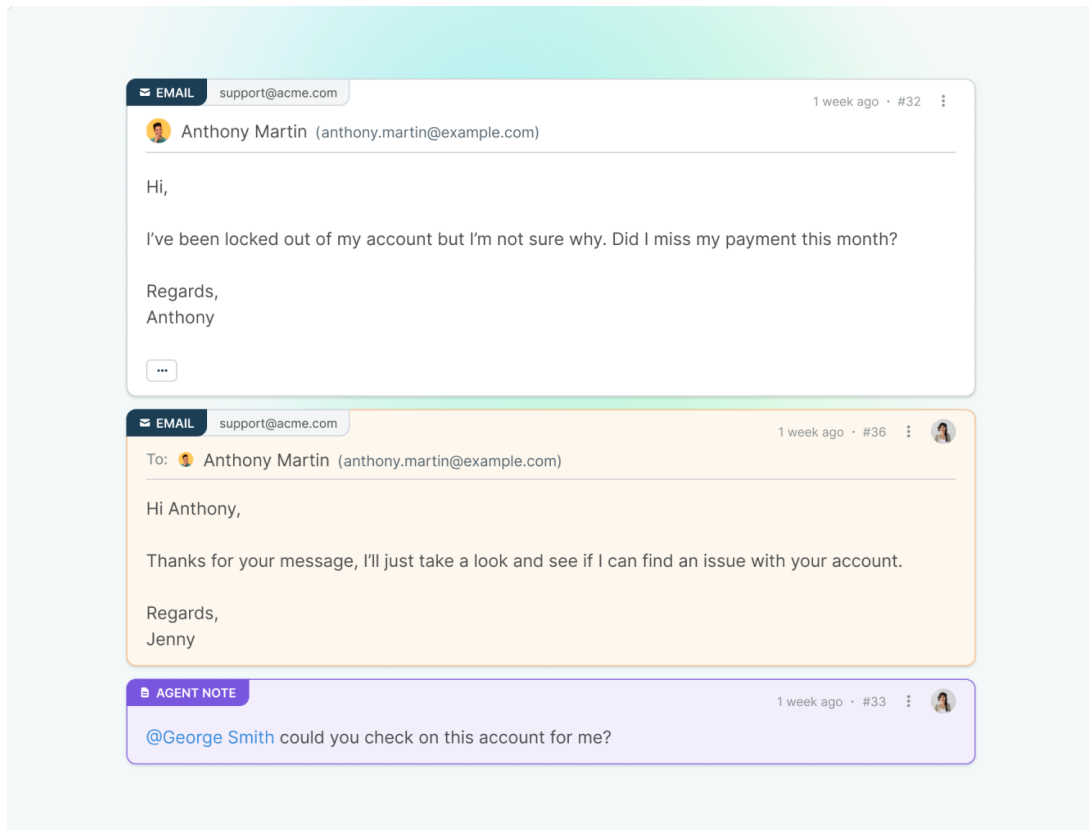 EMAIL support@acme.com
1 week ago · #32
Anthony Martin (anthony.martin@example.com)
Hi,
I’ve been locked out of my account but I’m not sure why. Did I miss my payment this month?
Regards,
Anthony
...
EMAIL support@acme.com
1 week ago · #36
To: Anthony Martin (anthony.martin@example.com)
Hi Anthony,
Thanks for your message, I’ll just take a look and see if I can find an issue with your account.
Regards,
Jenny
AGENT NOTE
1 week ago · #33
@George Smith could you check on this account for me?